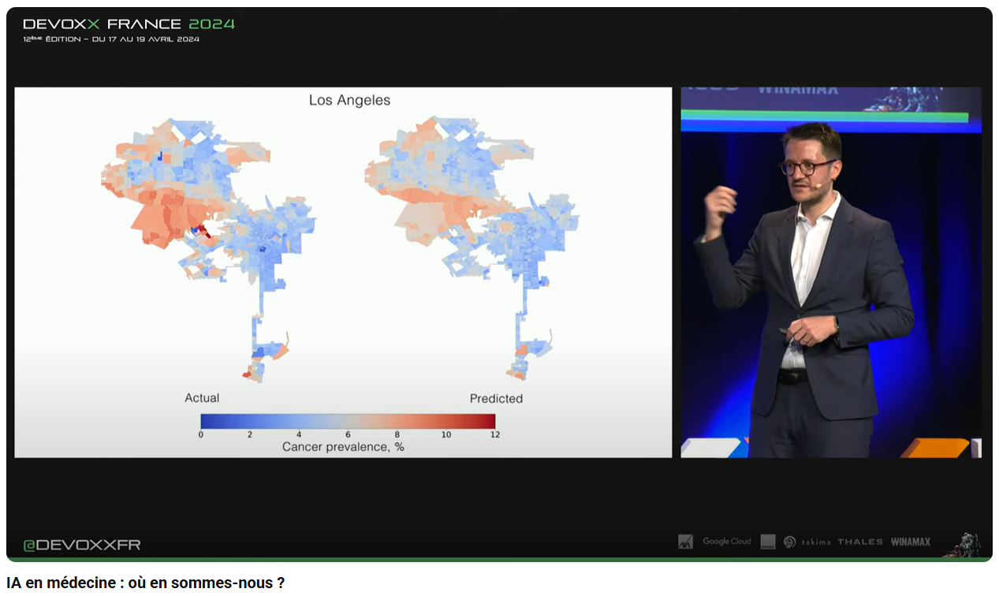 DEVOXX FRANCE 2024
12ÈME ÉDITION – DU 17 AU 19 AVRIL 2024
WINAMAX
Los Angeles
Actual
Predicted
0 2 4 6 8 10 12
Cancer prevalence, %
@DEVOXXFR
Google Cloud
takima
THALES
WINAMAX
IA en médecine : où en sommes-nous ?